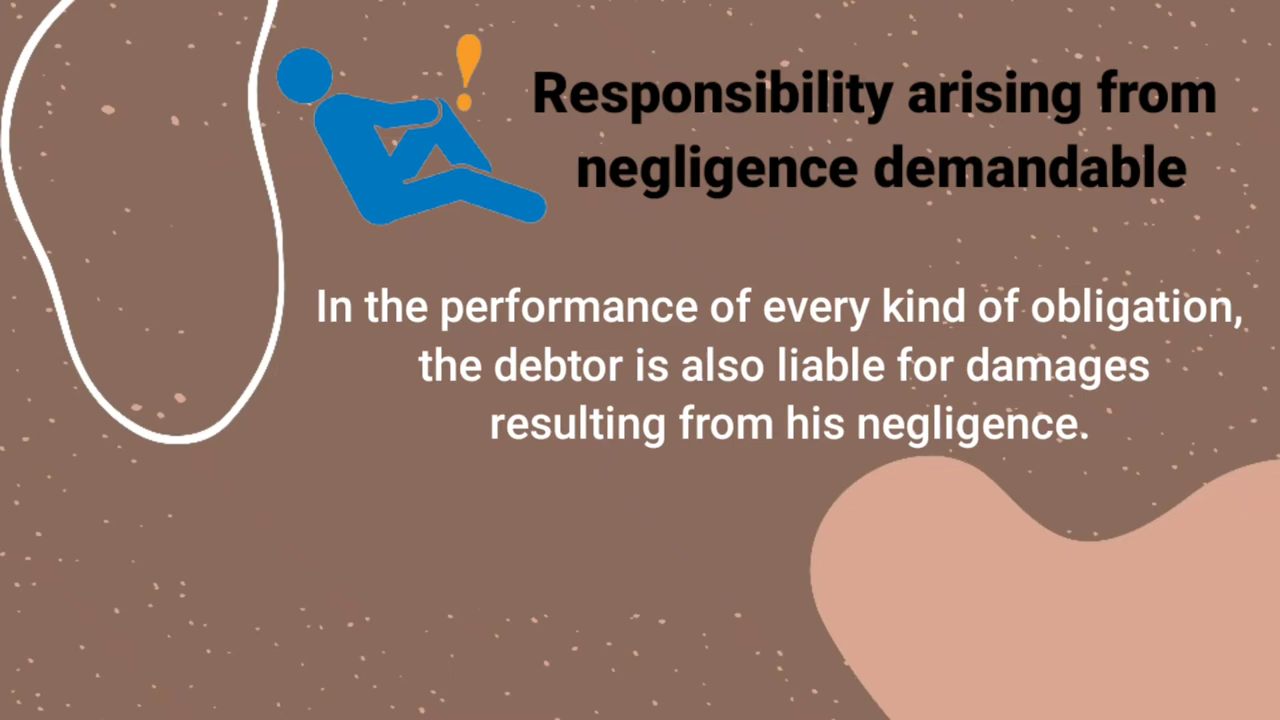 Responsibility arising from
negligence demandable
In the performance of every kind of obligation,
the debtor is also liable for damages
resulting from his negligence.